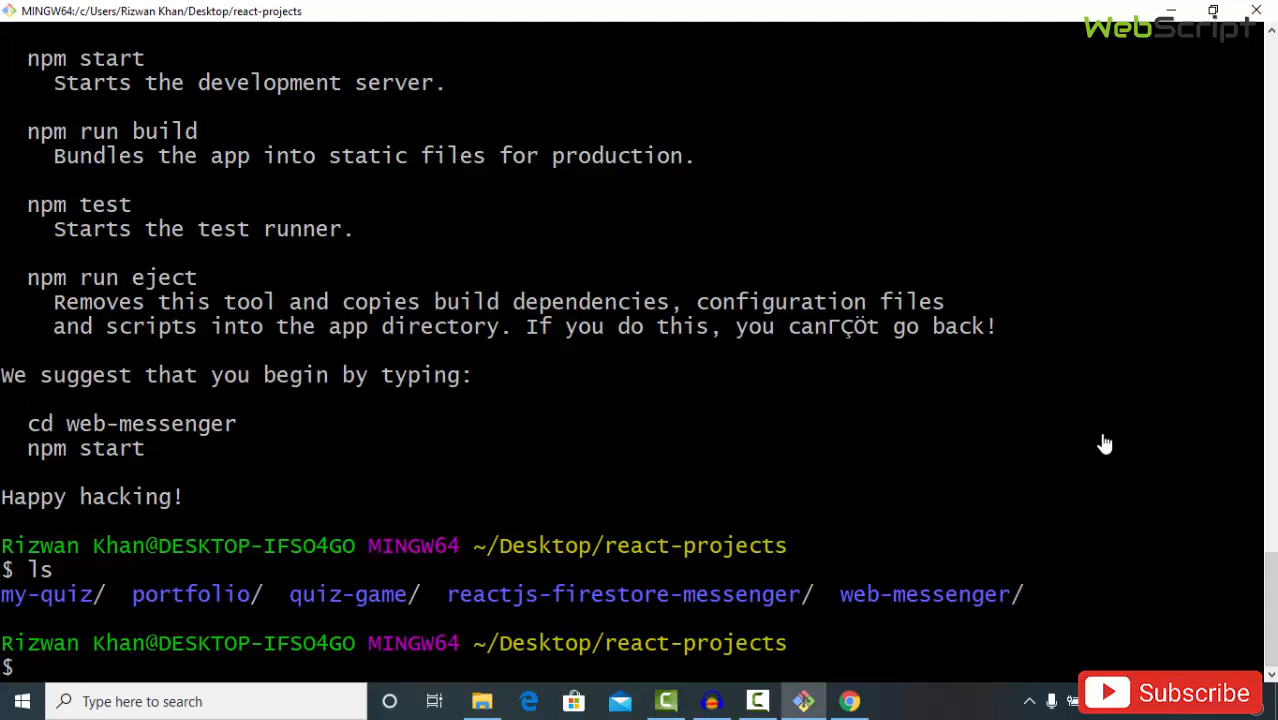 MINGW64:/c/Users/Rizwan Khan/Desktop/react-projects
WebScript
npm start
Starts the development server.
npm run build
Bundles the app into static files for production.
npm test
Starts the test runner.
npm run eject
Removes this tool and copies build dependencies, configuration files
and scripts into the app directory. If you do this, you canΓÇÖt go back!
We suggest that you begin by typing:
cd web-messenger
npm start
Happy hacking!
Rizwan Khan@DESKTOP-IFSO4GO MINGW64 ~/Desktop/react-projects
$ ls
my-quiz/ portfolio/ quiz-game/ reactjs-firestore-messenger/ web-messenger/
Rizwan Khan@DESKTOP-IFSO4GO MINGW64 ~/Desktop/react-projects
$
Type here to search
Subscribe